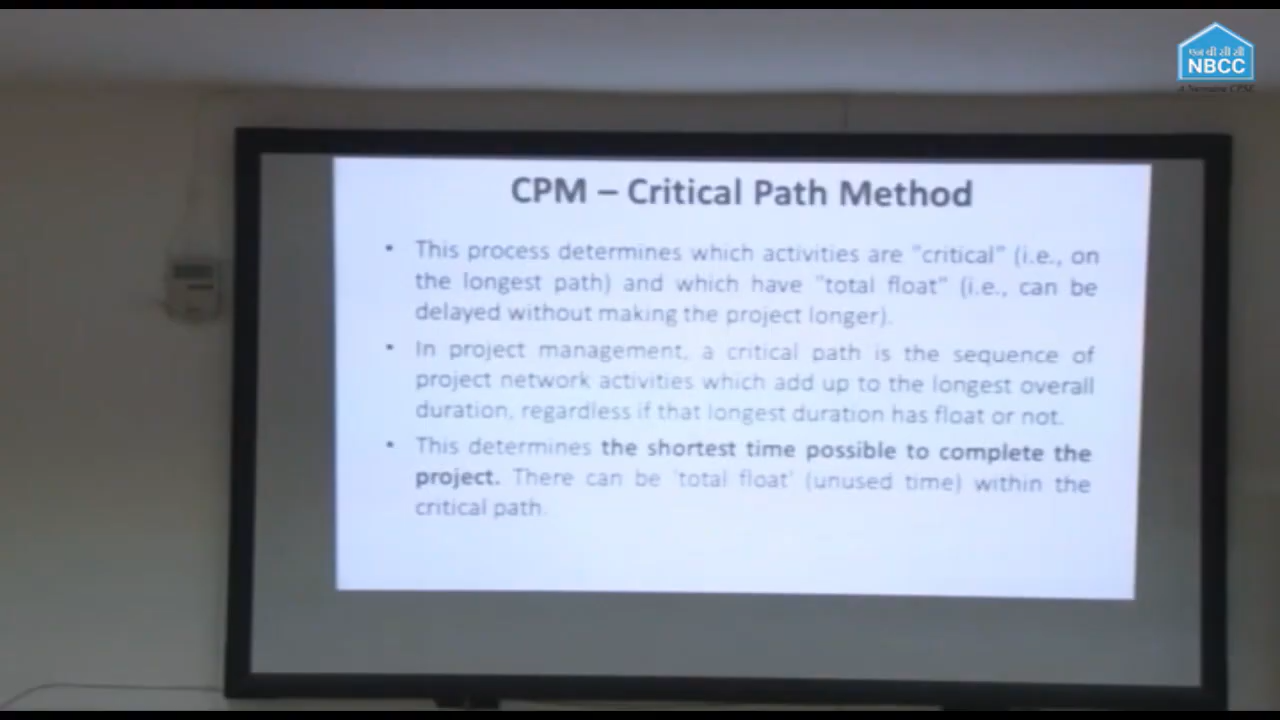 एन बी सी सी
NBCC
A Navratna CPSE
CPM – Critical Path Method
• This process determines which activities are "critical" (i.e., on
the longest path) and which have "total float" (i.e., can be
delayed without making the project longer).
• In project management, a critical path is the sequence of
project network activities which add up to the longest overall
duration, regardless if that longest duration has float or not.
• This determines the shortest time possible to complete the
project. There can be 'total float' (unused time) within the
critical path.